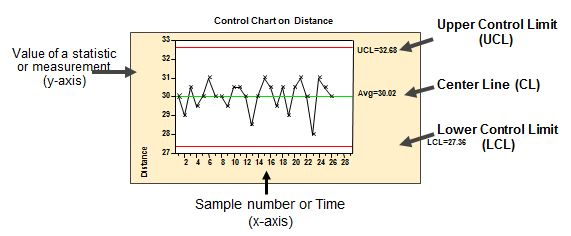 Control Chart on Distance
Upper Control Limit
(UCL)
Value of a statistic
or measurement
(y-axis)
33
32
31
30
29
28
27
UCL=32.68
Avg=30.02
LCL=27.36
Center Line (CL)
Lower Control Limit
(LCL)
Distance
2 4 6 8 10 12 14 16 18 20 22 24 26 28
Sample number or Time
(x-axis)